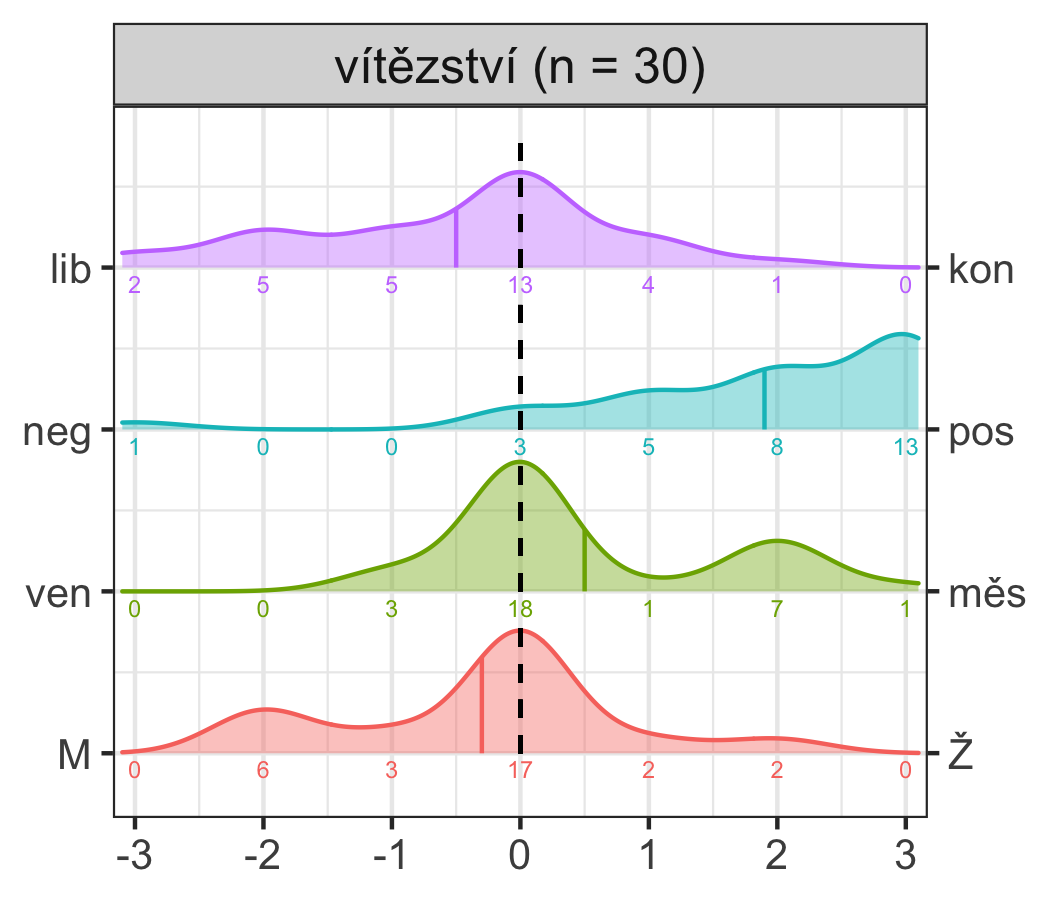 vítězství (n = 30)
lib kon
2 5 5 13 4 1 0
neg pos
1 0 0 3 5 8 13
ven měs
0 0 3 18 1 7 1
M Ž
0 6 3 17 2 2 0
-3 -2 -1 0 1 2 3